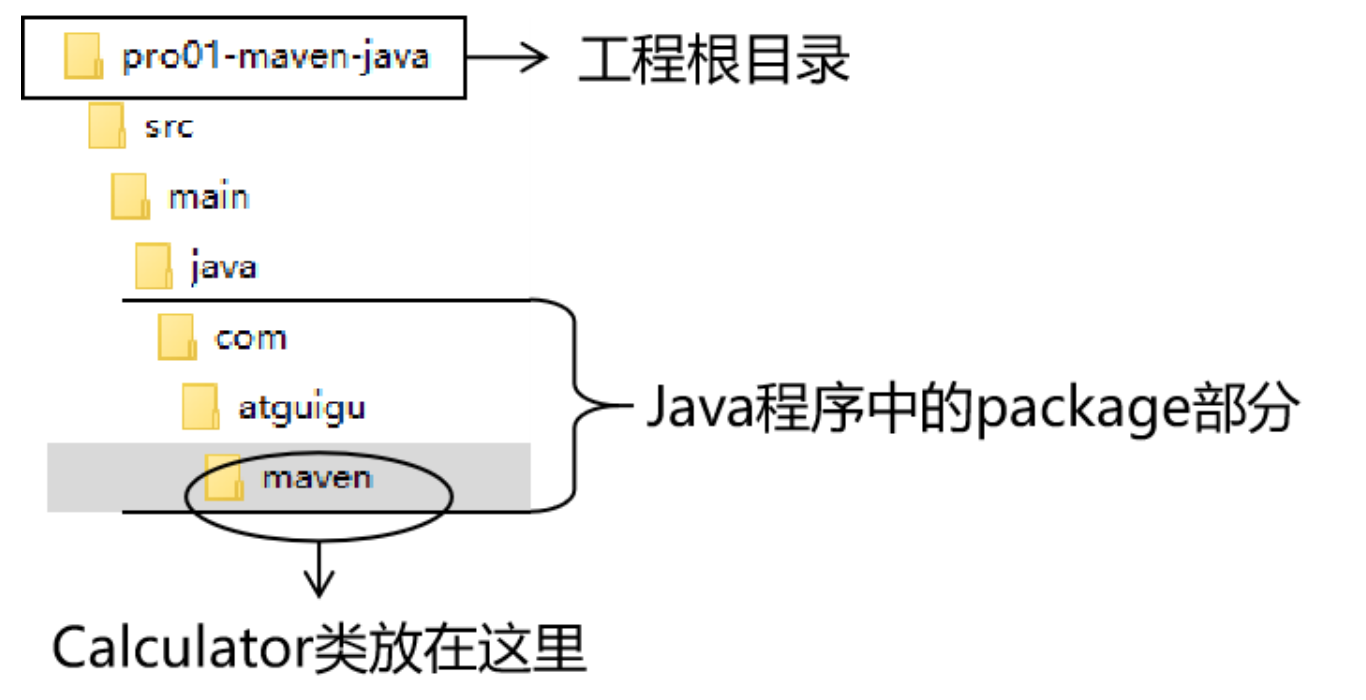 pro01-maven-java 工程根目录
src
main
java
com
atguigu Java程序中的package部分
maven
Calculator类放在这里